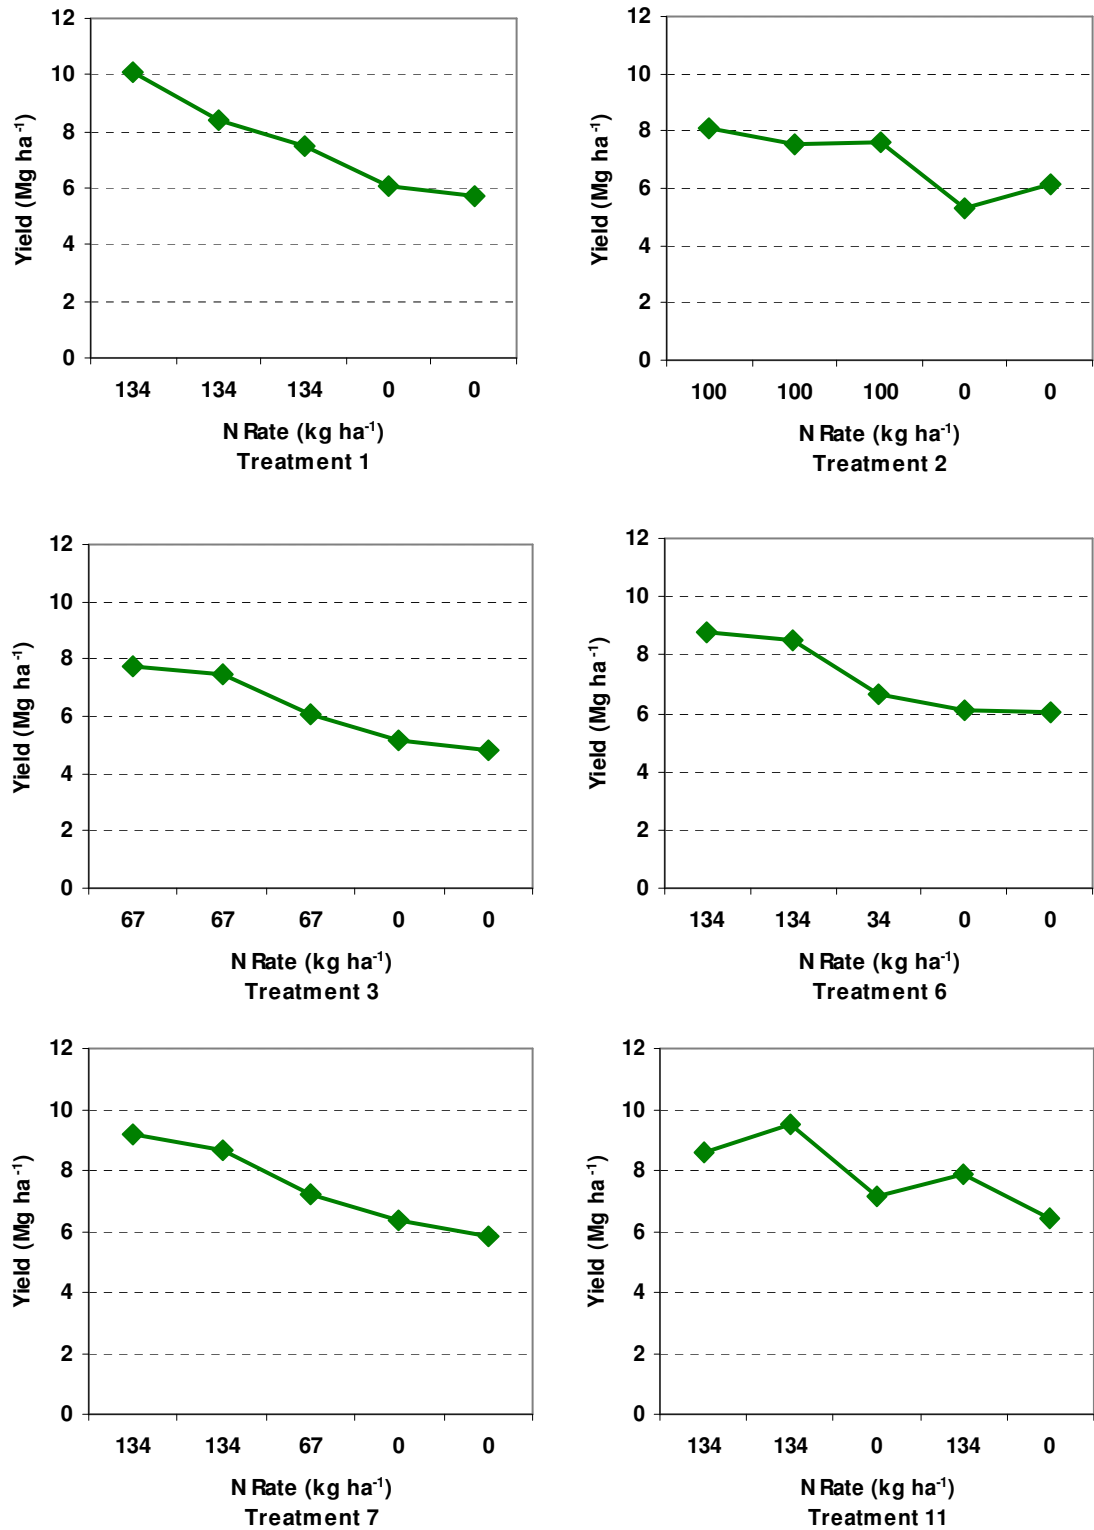 12
10
8
6
4
2
0
Yield (Mg ha⁻¹)
134 134 134 0 0
N Rate (kg ha⁻¹)
Treatment 1
12
10
8
6
4
2
0
Yield (Mg ha⁻¹)
100 100 100 0 0
N Rate (kg ha⁻¹)
Treatment 2
12
10
8
6
4
2
0
Yield (Mg ha⁻¹)
67 67 67 0 0
N Rate (kg ha⁻¹)
Treatment 3
12
10
8
6
4
2
0
Yield (Mg ha⁻¹)
134 134 34 0 0
N Rate (kg ha⁻¹)
Treatment 6
12
10
8
6
4
2
0
Yield (Mg ha⁻¹)
134 134 67 0 0
N Rate (kg ha⁻¹)
Treatment 7
12
10
8
6
4
2
0
Yield (Mg ha⁻¹)
134 134 0 134 0
N Rate (kg ha⁻¹)
Treatment 11